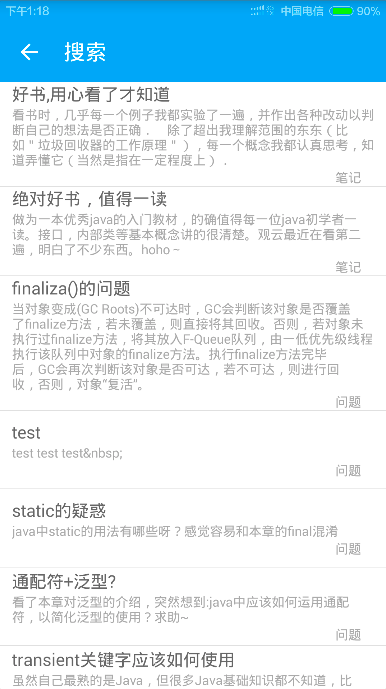 下午1:18 中国电信 90%
搜索
好书,用心看了才知道
看书时，几乎每一个例子我都实验了一遍，并作出各种改动以判
断自己的想法是否正确． 除了超出我理解范围的东东（比
如＂垃圾回收器的工作原理＂），每一个概念我都认真思考，知
道弄懂它（当然是指在一定程度上）．
笔记
绝对好书，值得一读
做为一本优秀java的入门教材，的确值得每一位java初学者一
读。接口，内部类等基本概念讲的很清楚。观云最近在看第二
遍，明白了不少东西。hoho ~
笔记
finaliza()的问题
当对象变成(GC Roots)不可达时，GC会判断该对象是否覆盖
了finalize方法，若未覆盖，则直接将其回收。否则，若对象未
执行过finalize方法，将其放入F-Queue队列，由一低优先级线程
执行该队列中对象的finalize方法。执行finalize方法完毕
后，GC会再次判断该对象是否可达，若不可达，则进行回
收，否则，对象“复活”。
问题
test
test test test&nbsp;
问题
static的疑惑
java中static的用法有哪些呀？感觉容易和本章的final混淆
问题
通配符+泛型?
看了本章对泛型的介绍，突然想到:java中应该如何运用通配
符，以简化泛型的使用？求助~
问题
transient关键字应该如何使用
虽然自己最熟的是Java，但很多Java基础知识都不知道，比